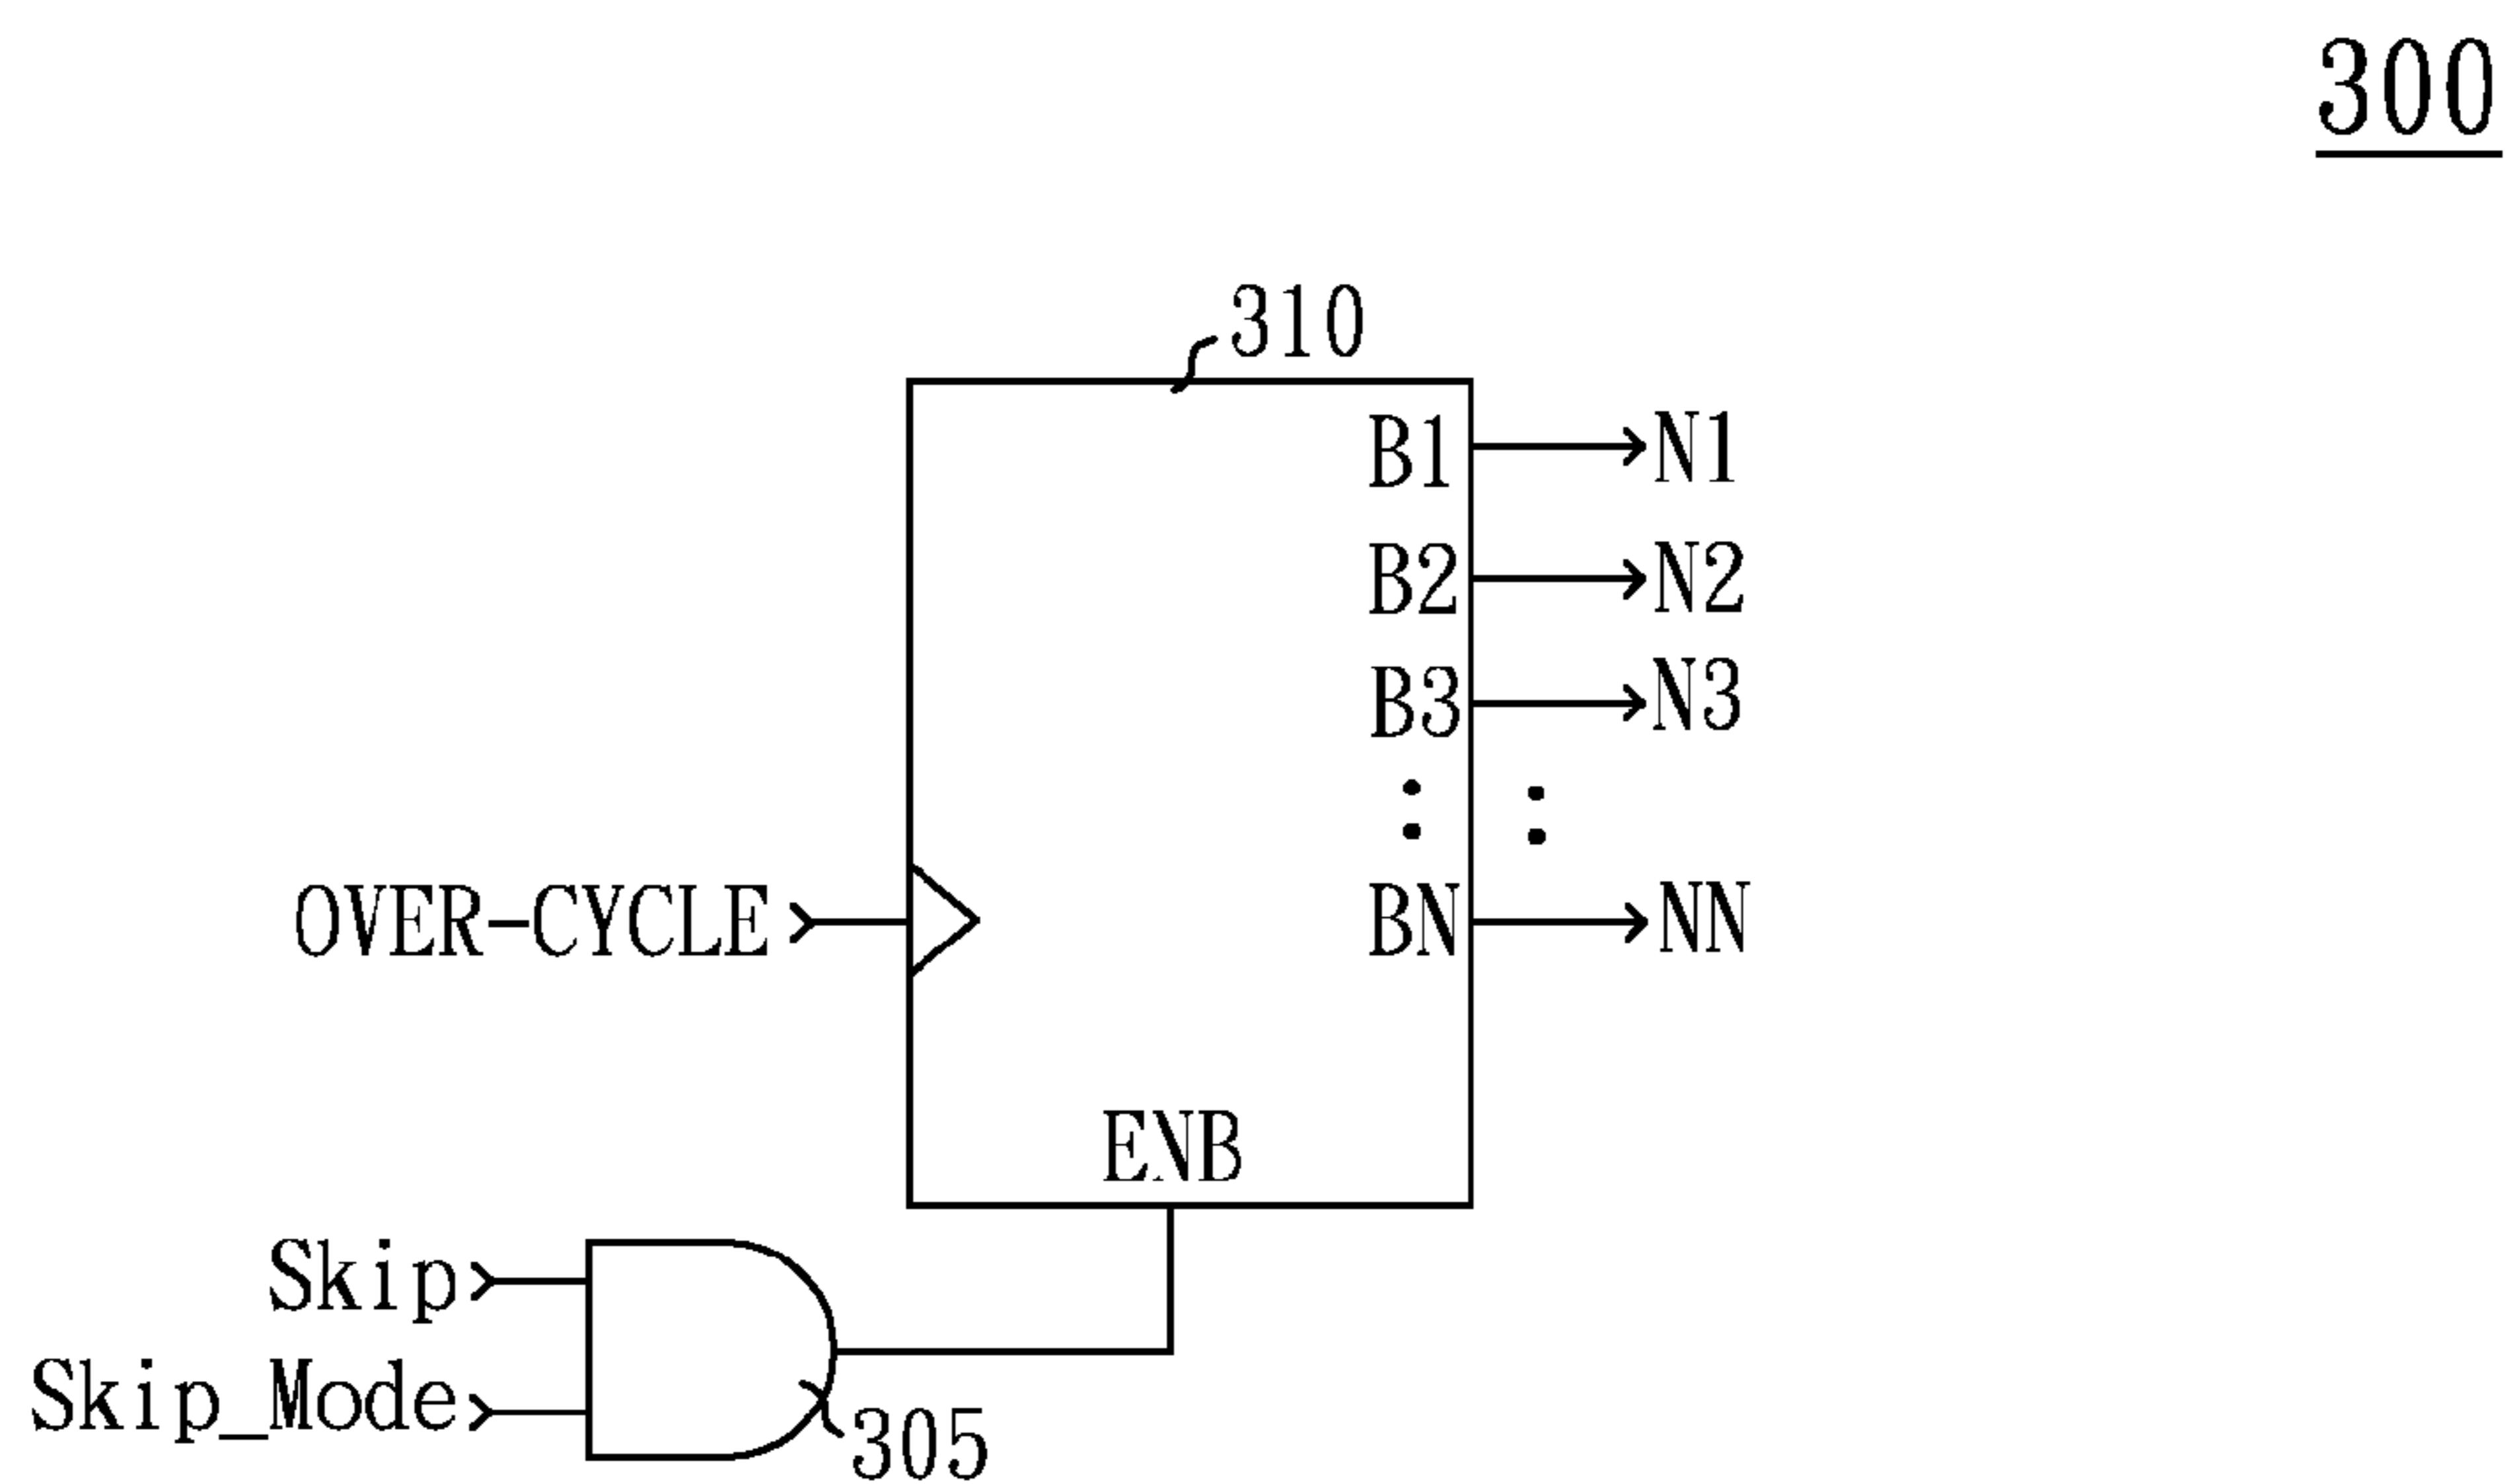 300
310
B1 N1
B2 N2
B3 N3
OVER-CYCLE BN NN
ENB
Skip
Skip_Mode
305